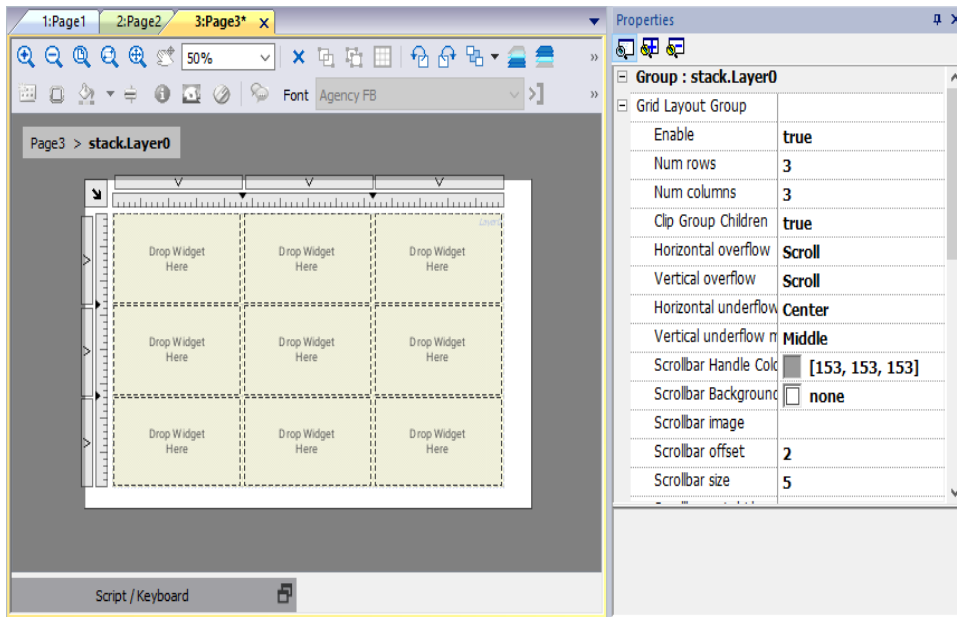 1:Page1 2:Page2 3:Page3* x
50%
Font Agency FB
Page3 > stack.Layer0
Drop Widget Here
Drop Widget Here
Drop Widget Here
Drop Widget Here
Drop Widget Here
Drop Widget Here
Drop Widget Here
Drop Widget Here
Drop Widget Here
Script / Keyboard
Properties
Group : stack.Layer0
Grid Layout Group
Enable true
Num rows 3
Num columns 3
Clip Group Children true
Horizontal overflow Scroll
Vertical overflow Scroll
Horizontal underflow Center
Vertical underflow m Middle
Scrollbar Handle Colo [153, 153, 153]
Scrollbar Background none
Scrollbar image
Scrollbar offset 2
Scrollbar size 5